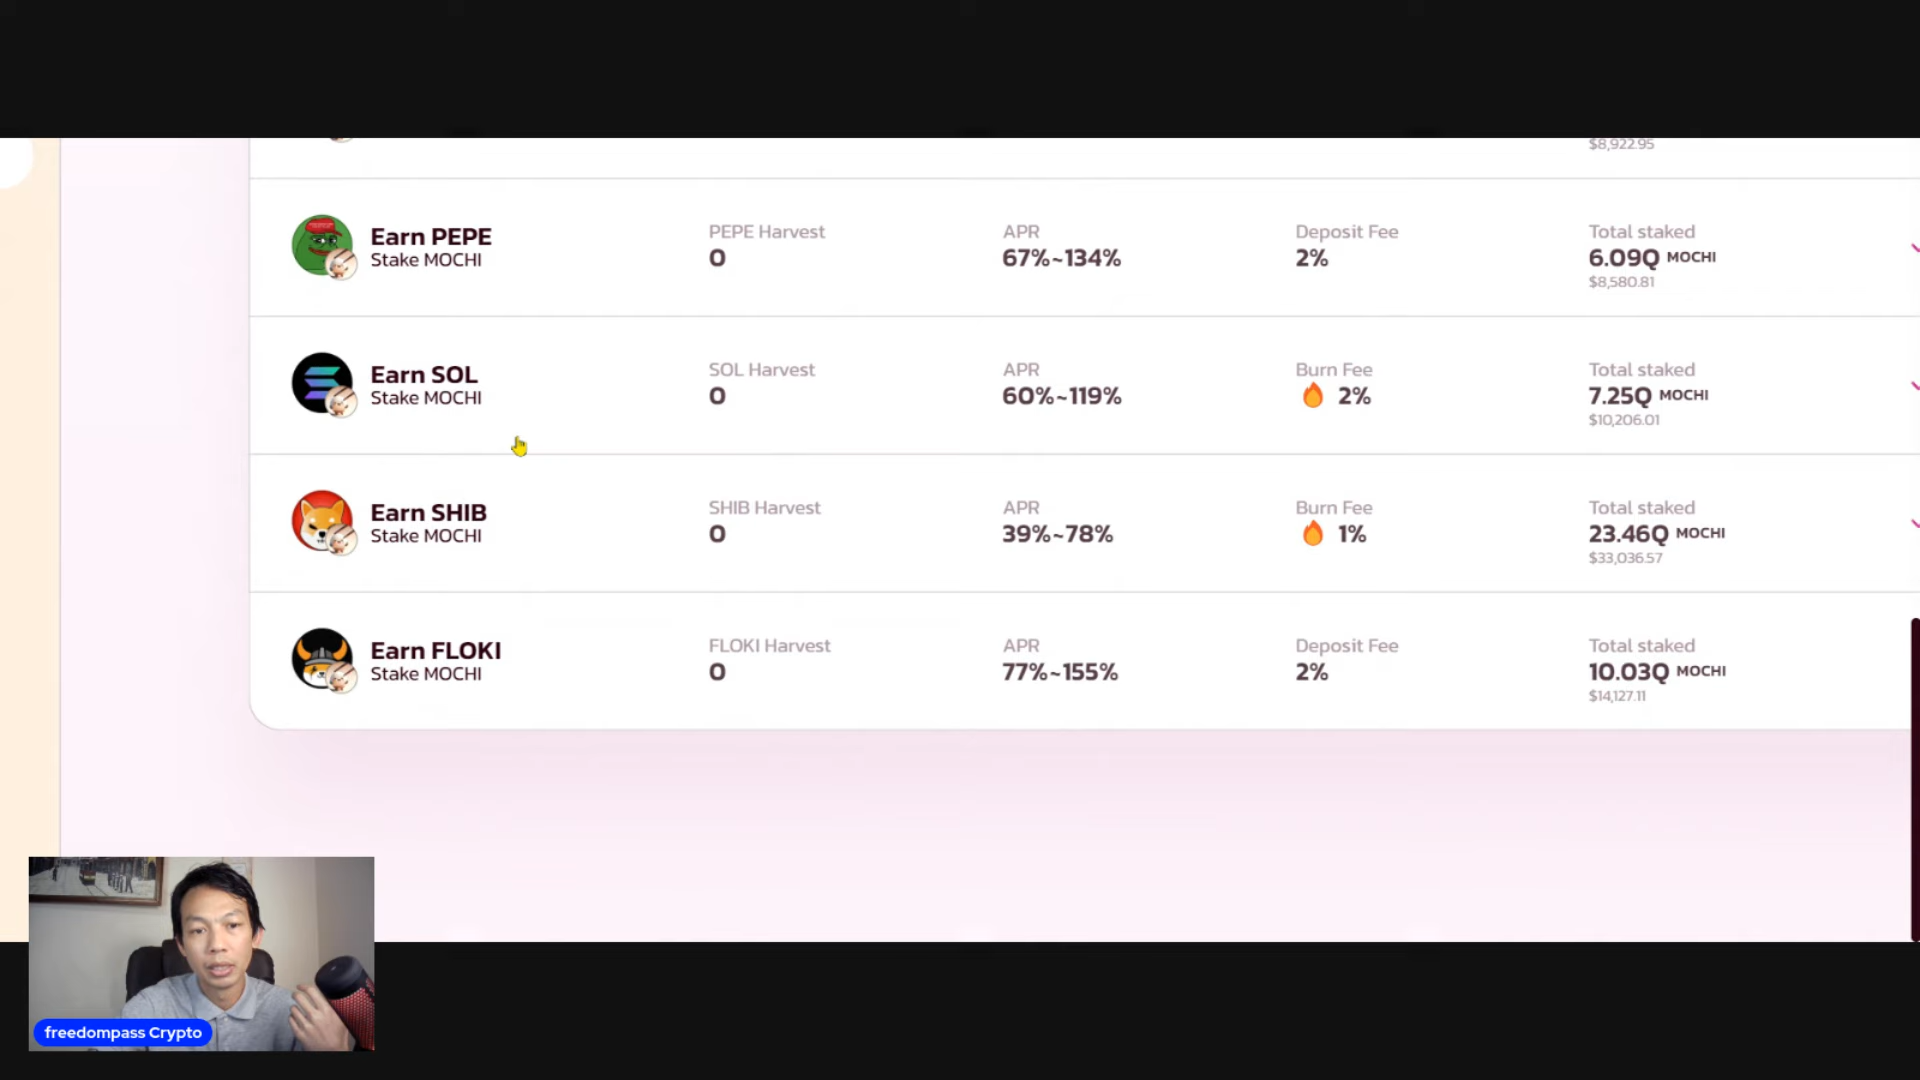 $8,922.95
Earn PEPE
Stake MOCHI
PEPE Harvest
0
APR
67%~134%
Deposit Fee
2%
Total staked
6.09Q MOCHI
$8,580.81
Earn SOL
Stake MOCHI
SOL Harvest
0
APR
60%~119%
Burn Fee
2%
Total staked
7.25Q MOCHI
$10,206.01
Earn SHIB
Stake MOCHI
SHIB Harvest
0
APR
39%~78%
Burn Fee
1%
Total staked
23.46Q MOCHI
$33,036.57
Earn FLOKI
Stake MOCHI
FLOKI Harvest
0
APR
77%~155%
Deposit Fee
2%
Total staked
10.03Q MOCHI
$14,127.11
freedompass Crypto